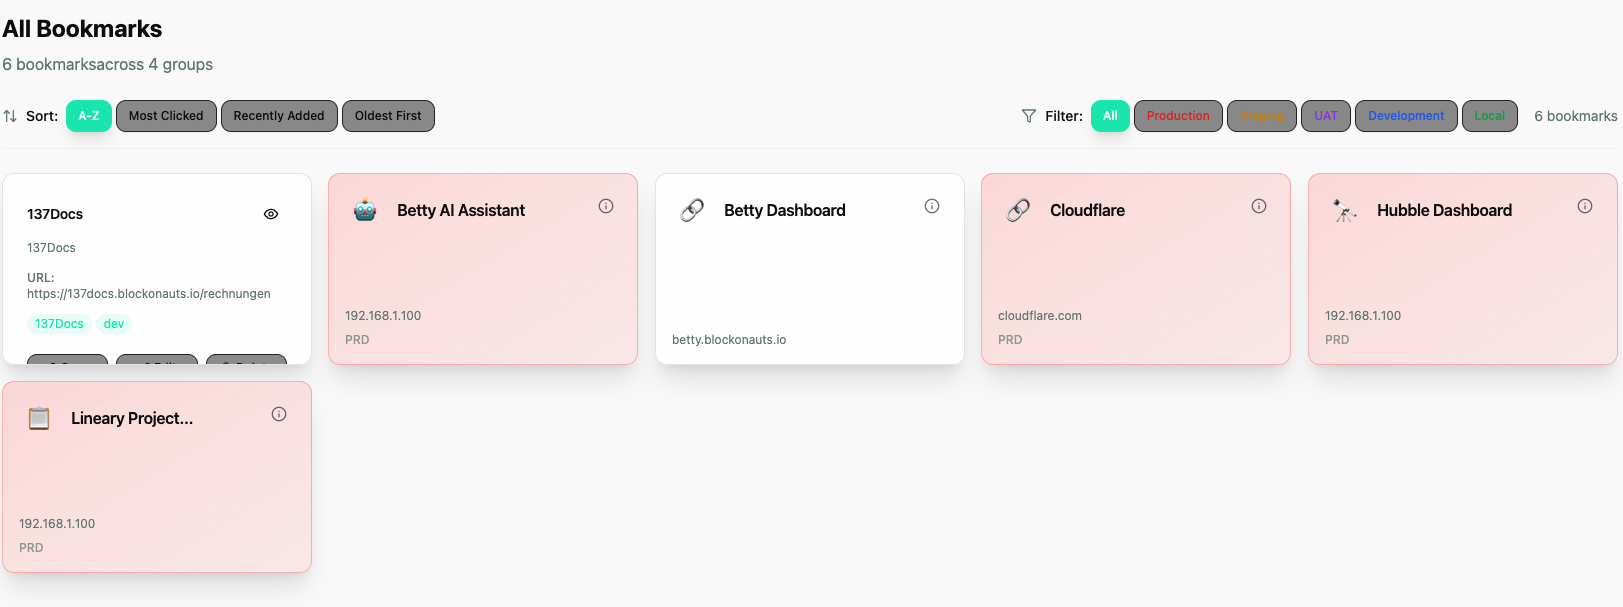 All Bookmarks
6 bookmarksacross 4 groups
Sort: A-Z Most Clicked Recently Added Oldest First
Filter: All Production Staging UAT Development Local 6 bookmarks
137Docs
137Docs
URL:
https://137docs.blockonauts.io/rechnungen
137Docs dev
Betty AI Assistant
192.168.1.100
PRD
Betty Dashboard
betty.blockonauts.io
Cloudflare
cloudflare.com
PRD
Hubble Dashboard
192.168.1.100
PRD
Lineary Project...
192.168.1.100
PRD